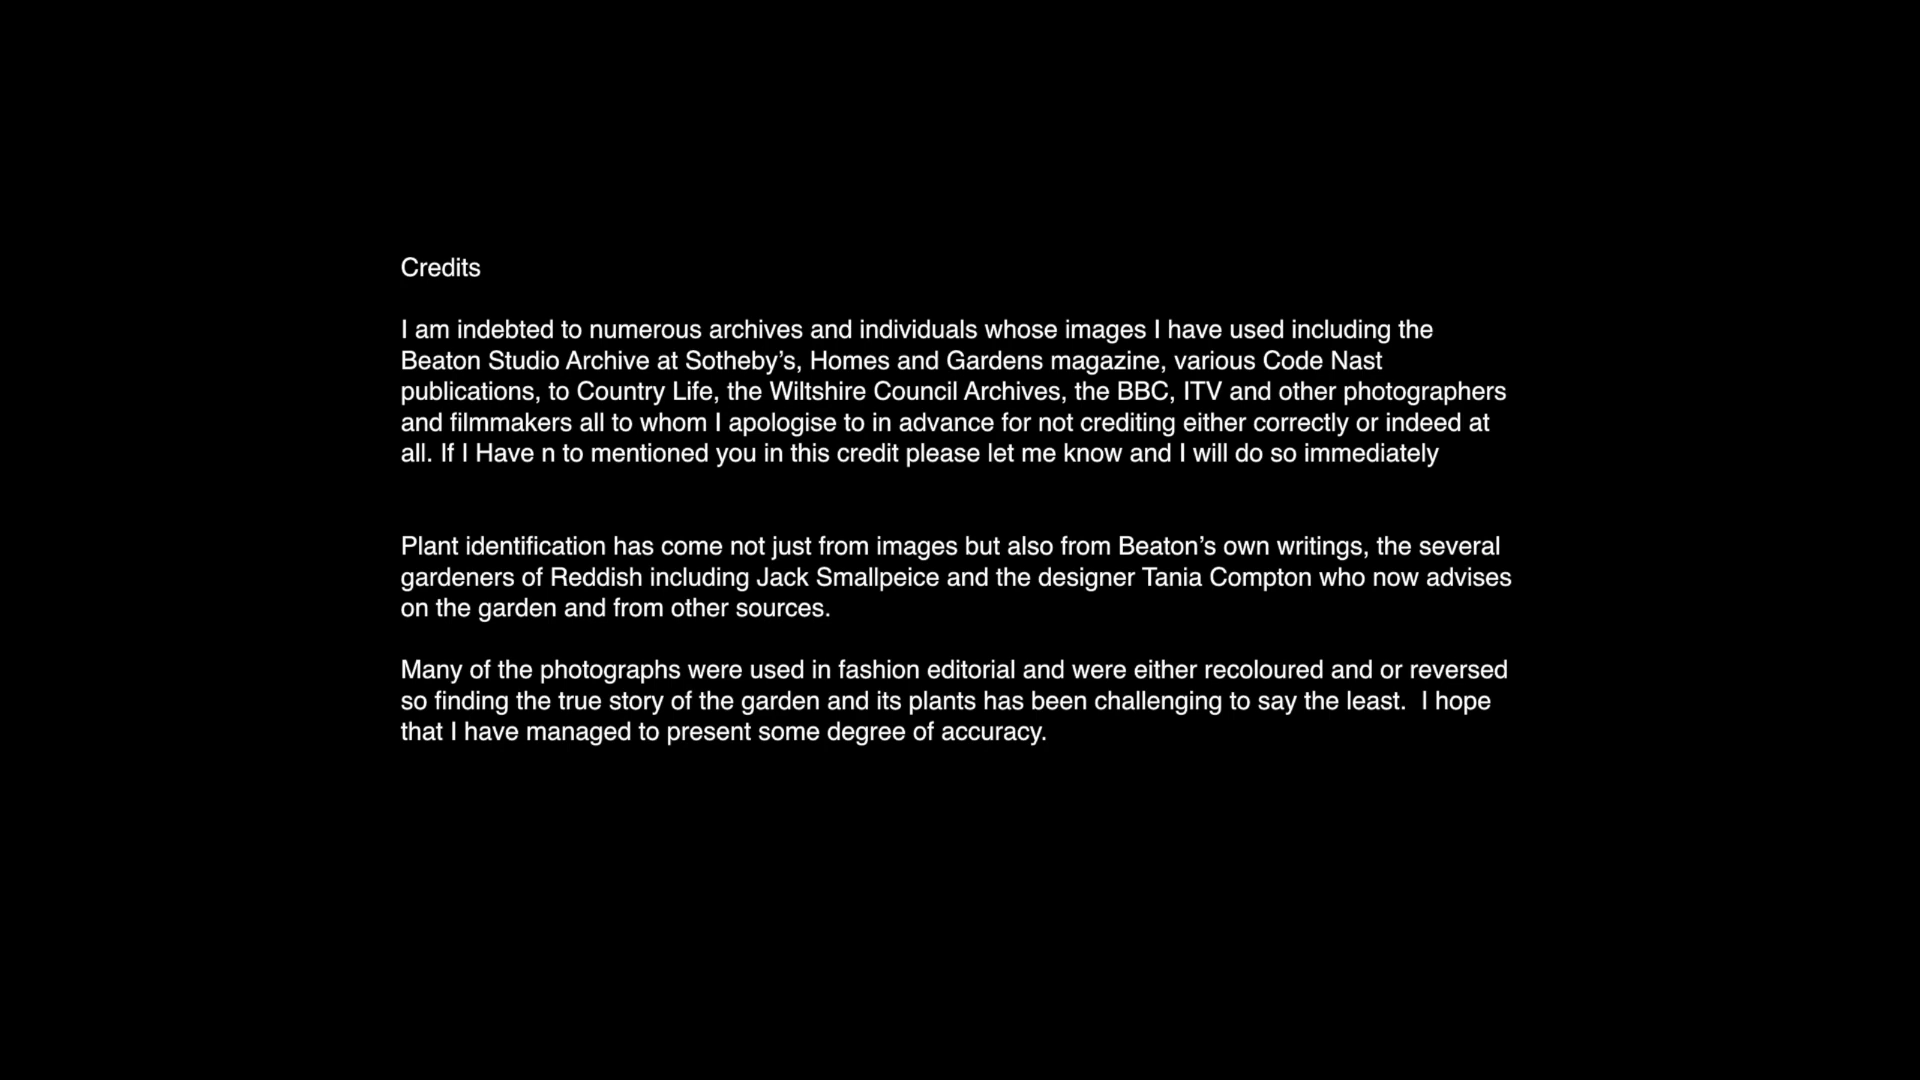 Credits
I am indebted to numerous archives and individuals whose images I have used including the
Beaton Studio Archive at Sotheby’s, Homes and Gardens magazine, various Code Nast
publications, to Country Life, the Wiltshire Council Archives, the BBC, ITV and other photographers
and filmmakers all to whom I apologise to in advance for not crediting either correctly or indeed at
all. If I Have n to mentioned you in this credit please let me know and I will do so immediately
Plant identification has come not just from images but also from Beaton’s own writings, the several
gardeners of Reddish including Jack Smallpeice and the designer Tania Compton who now advises
on the garden and from other sources.
Many of the photographs were used in fashion editorial and were either recoloured and or reversed
so finding the true story of the garden and its plants has been challenging to say the least.  I hope
that I have managed to present some degree of accuracy.